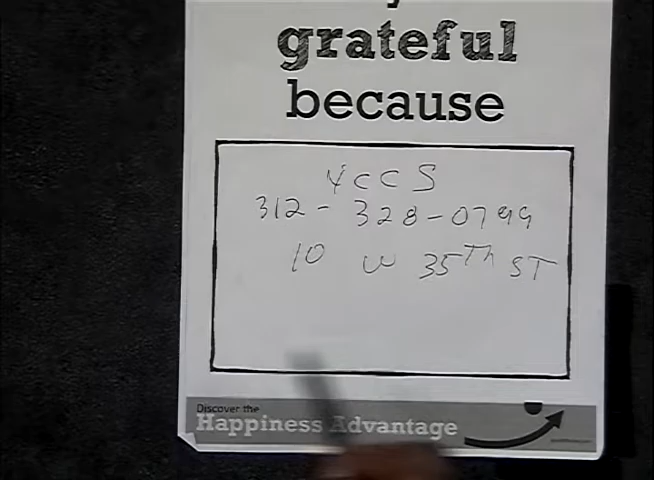 grateful
because
YCCS
312-328-0799
10 W 35Th ST
Discover the
Happiness Advantage